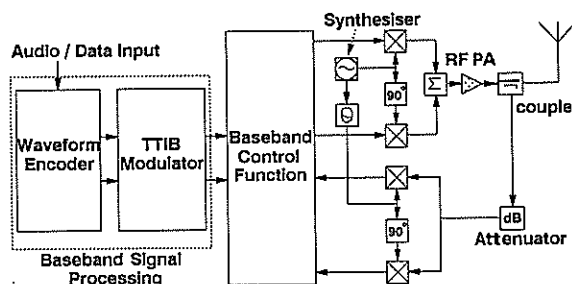 Synthesiser
Audio / Data Input
RF PA
Σ
90°
θ
coupler
Waveform
Encoder
TTIB
Modulator
Baseband
Control
Function
dB
90°
Attenuator
Baseband Signal
Processing